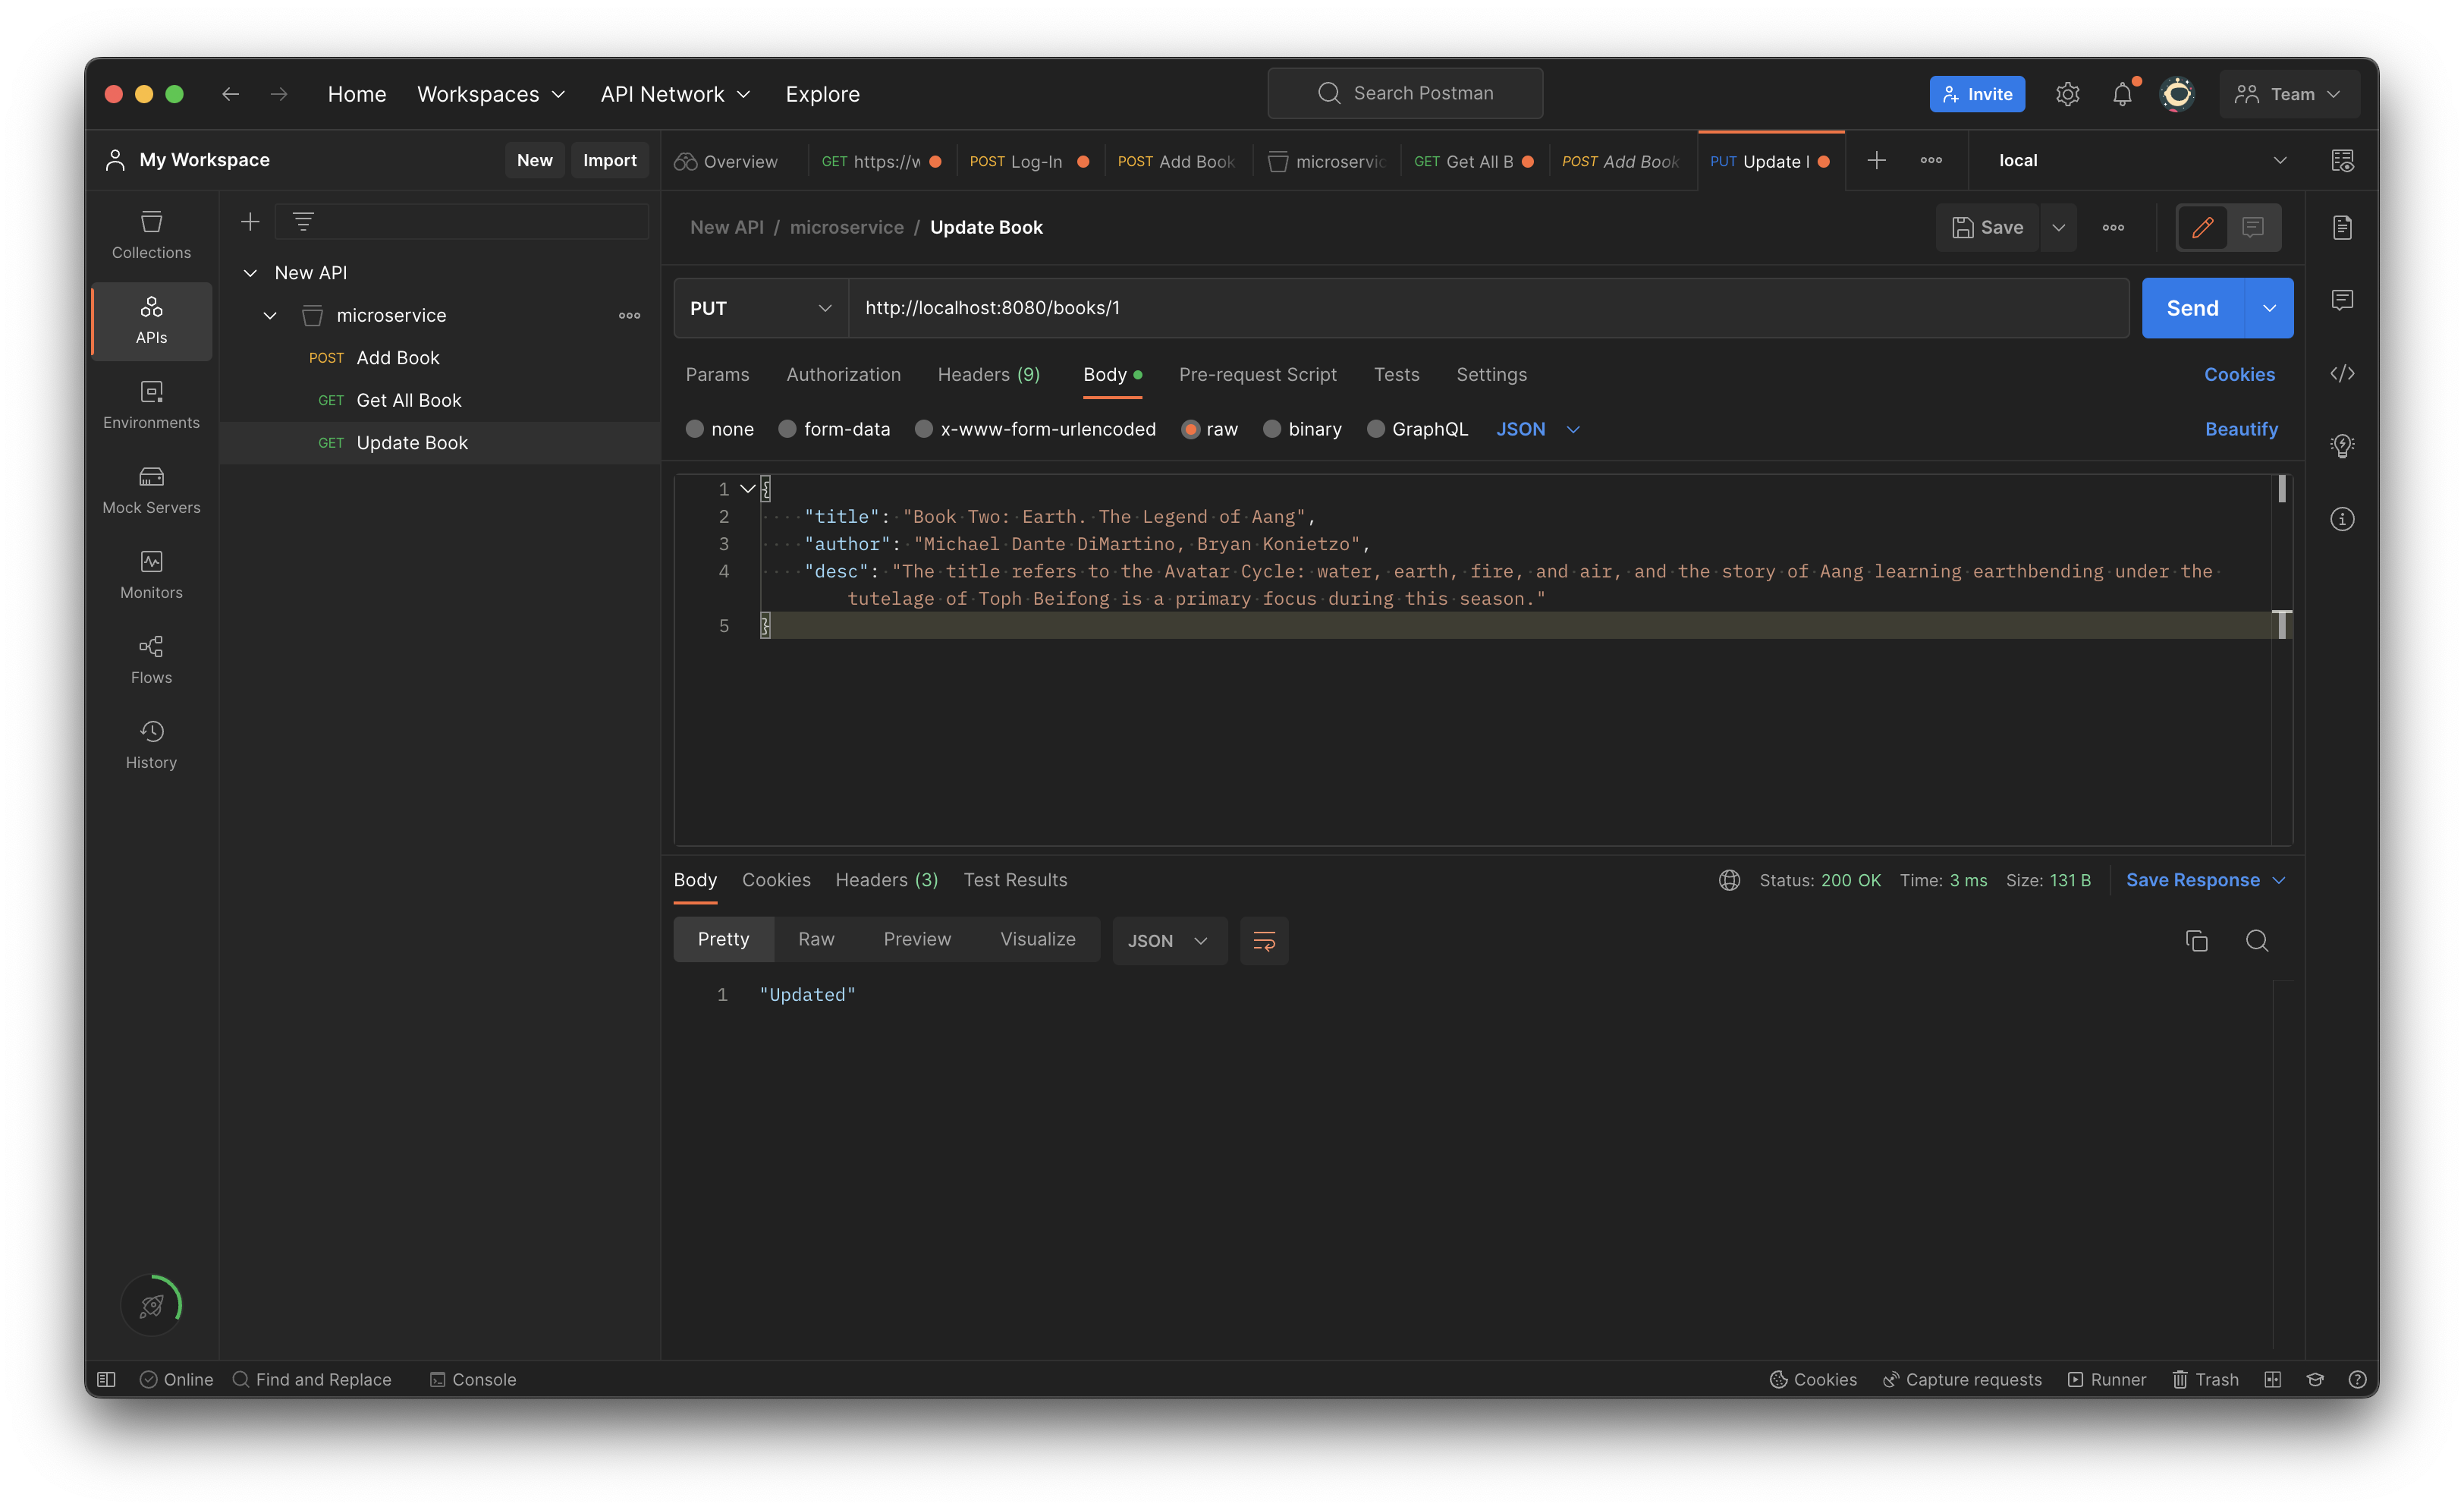 Home Workspaces API Network Explore Search Postman Invite Team
My Workspace New Import Overview GET https://w POST Log-In POST Add Book microservic GET Get All B POST Add Book PUT Update local
Collections
APIs
Environments
Mock Servers
Monitors
Flows
History
New API
microservice
POST Add Book
GET Get All Book
GET Update Book
New API / microservice / Update Book Save
PUT http://localhost:8080/books/1 Send
Params Authorization Headers (9) Body Pre-request Script Tests Settings Cookies
none form-data x-www-form-urlencoded raw binary GraphQL JSON Beautify
1 {
2 "title": "Book Two: Earth. The Legend of Aang",
3 "author": "Michael Dante DiMartino, Bryan Konietzo",
4 "desc": "The title refers to the Avatar Cycle: water, earth, fire, and air, and the story of Aang learning earthbending under the
tutelage of Toph Beifong is a primary focus during this season."
5 }
Body Cookies Headers (3) Test Results Status: 200 OK Time: 3 ms Size: 131 B Save Response
Pretty Raw Preview Visualize JSON
1 "Updated"
Online Find and Replace Console Cookies Capture requests Runner Trash